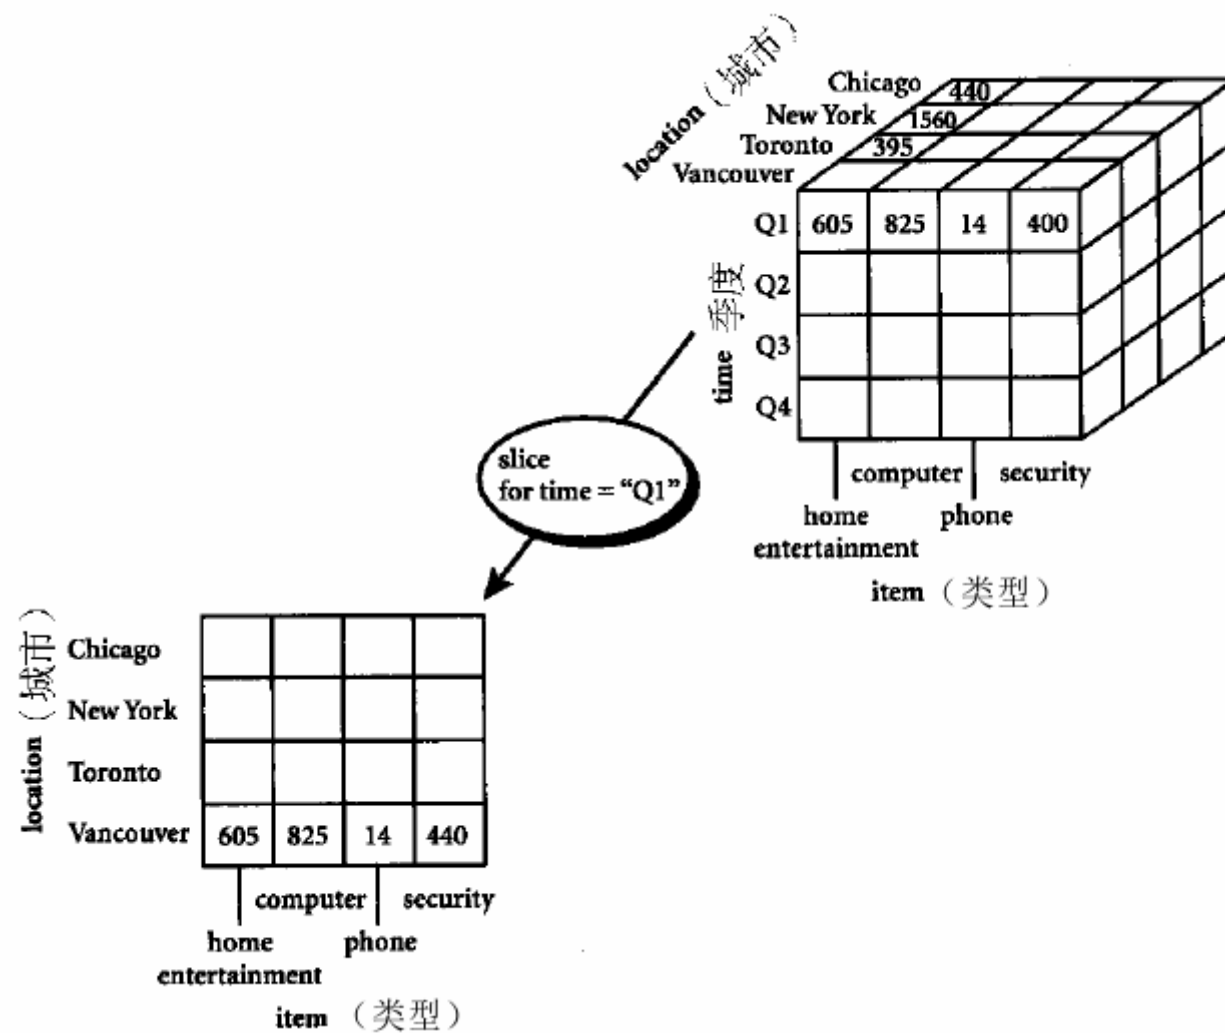 location（城市）
Chicago 440
New York 1560
Toronto 395
Vancouver
time 季度
Q1 605 825 14 400
Q2
Q3
Q4
computer security
home phone
entertainment
item（类型）
slice
for time = “Q1”
location（城市）
Chicago
New York
Toronto
Vancouver 605 825 14 440
computer security
home phone
entertainment
item（类型）